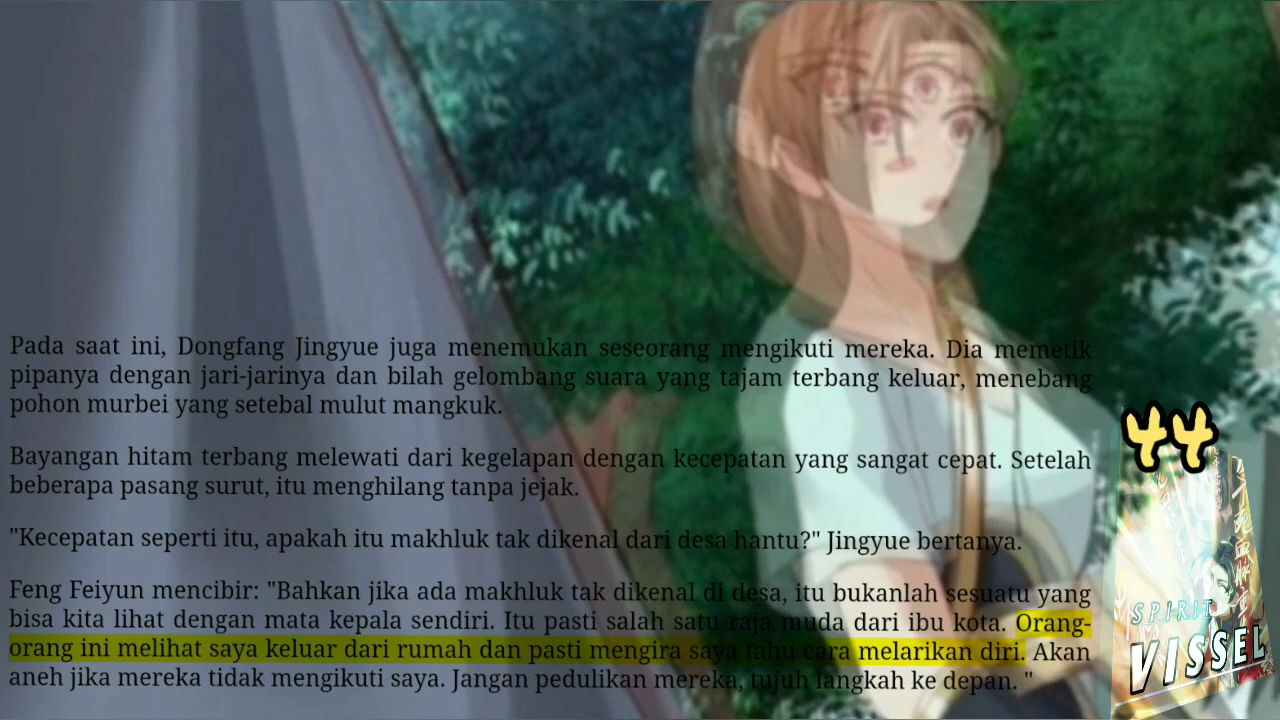 Pada saat ini, Dongfang Jingyue juga menemukan seseorang mengikuti mereka. Dia memetik
pipanya dengan jari-jarinya dan bilah gelombang suara yang tajam terbang keluar, menebang
pohon murbei yang setebal mulut mangkuk.
Bayangan hitam terbang melewati dari kegelapan dengan kecepatan yang sangat cepat. Setelah
beberapa pasang surut, itu menghilang tanpa jejak.
"Kecepatan seperti itu, apakah itu makhluk tak dikenal dari desa hantu?" Jingyue bertanya.
Feng Feiyun mencibir: "Bahkan jika ada makhluk tak dikenal di desa, itu bukanlah sesuatu yang
bisa kita lihat dengan mata kepala sendiri. Itu pasti salah satu raja muda dari ibu kota. Orang-
orang ini melihat saya keluar dari rumah dan pasti mengira saya tahu cara melarikan diri. Akan
aneh jika mereka tidak mengikuti saya. Jangan pedulikan mereka, tujuh langkah ke depan. "
44
SPIRIT
VISSEL